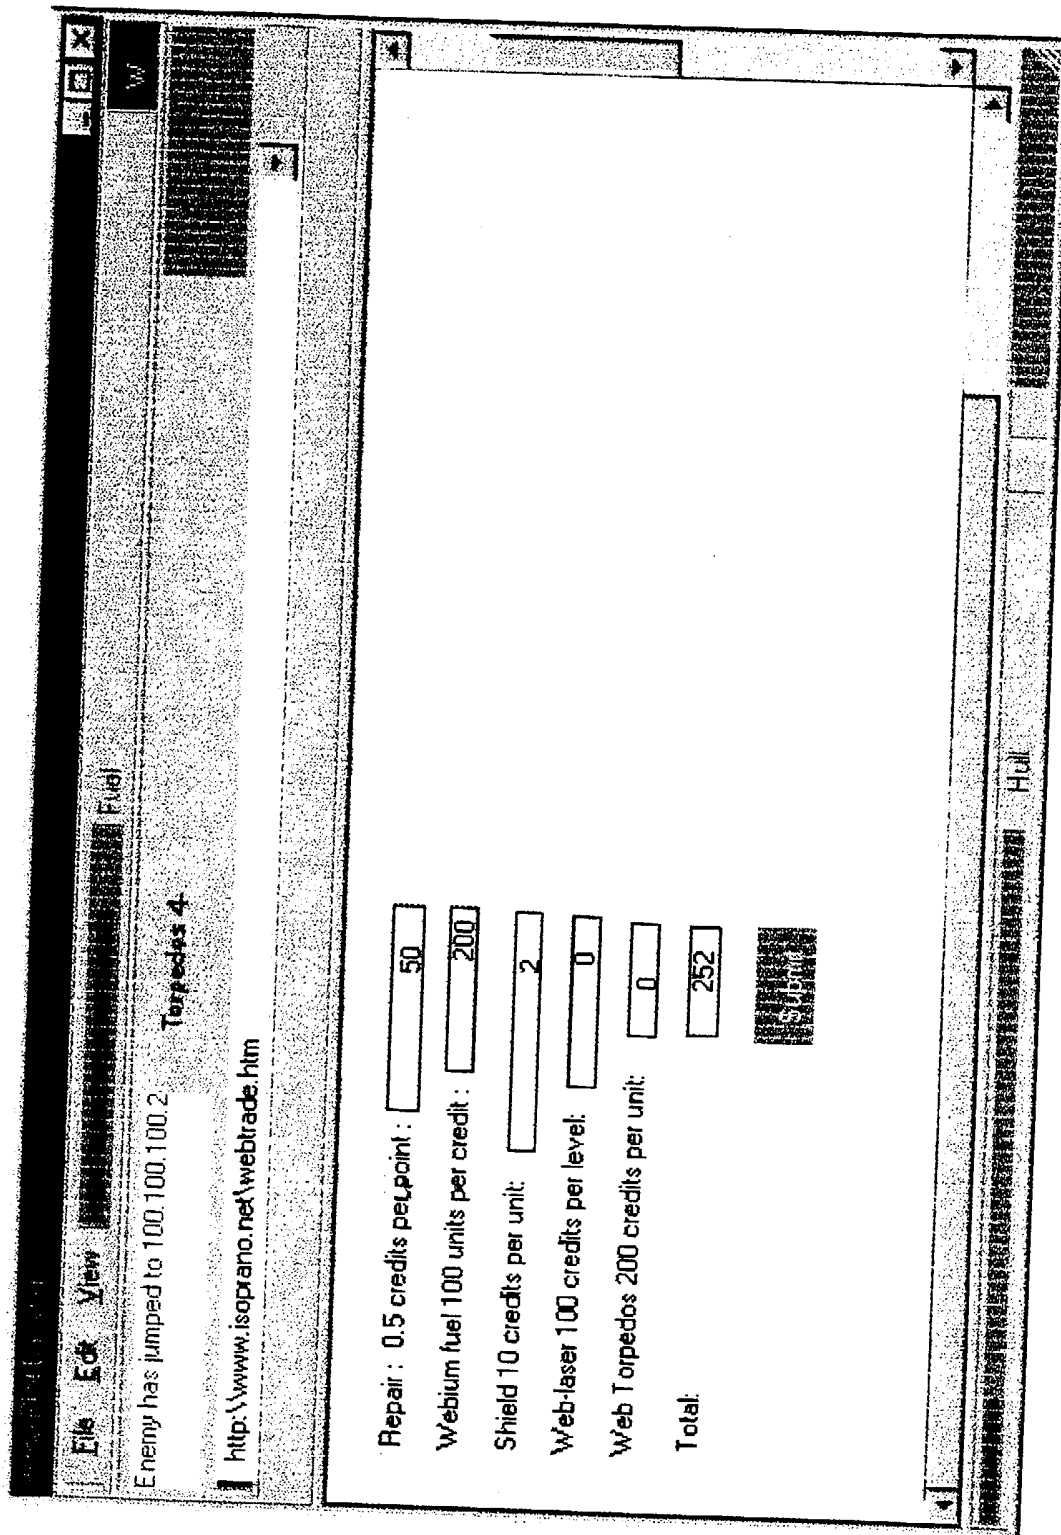 File Edit View Fuel
W
Enemy has jumped to 100.100.100.2
Torpedos 4
http:\\www.isoprano.net\webtrade.htm
Repair : 0.5 credits per point : 50
Webium fuel 100 units per credit : 200
Shield 10 credits per unit: 2
Web-laser 100 credits per level: 0
Web Torpedos 200 credits per unit: 0
Total: 252
Submit
Hull